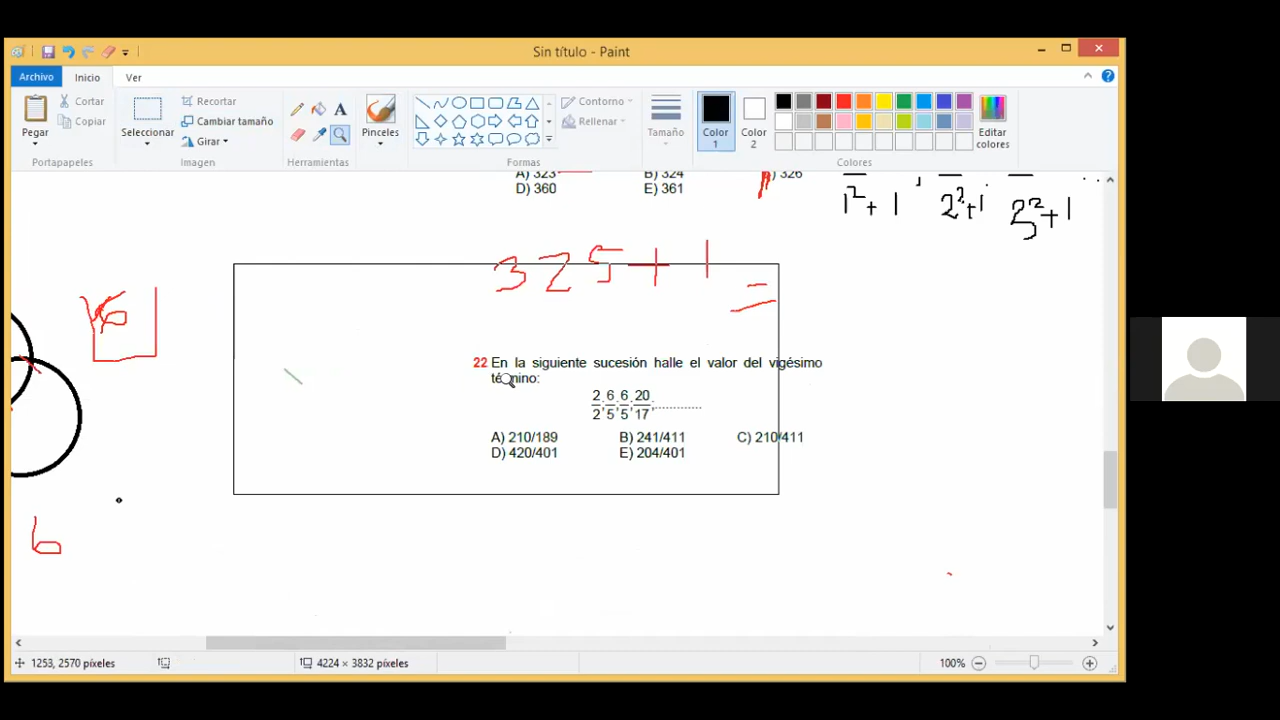 Sin título - Paint
Archivo Inicio Ver
Pegar
Cortar
Copiar
Portapapeles
Seleccionar
Recortar
Cambiar tamaño
Girar
Imagen
Herramientas
Pinceles
Contorno
Rellenar
Formas
Tamaño
Color 1
Color 2
Editar colores
Colores
A) 323 B) 324 326
D) 360 E) 361
1²+1 , 2²+1 3²+1 ...
325+1 =
6
22 En la siguiente sucesión halle el valor del vigésimo
término:
2/2; 6/5; 6/5; 20/17;............
A) 210/189 B) 241/411 C) 210/411
D) 420/401 E) 204/401
6
1253, 2570 píxeles 4224 × 3832 píxeles 100%